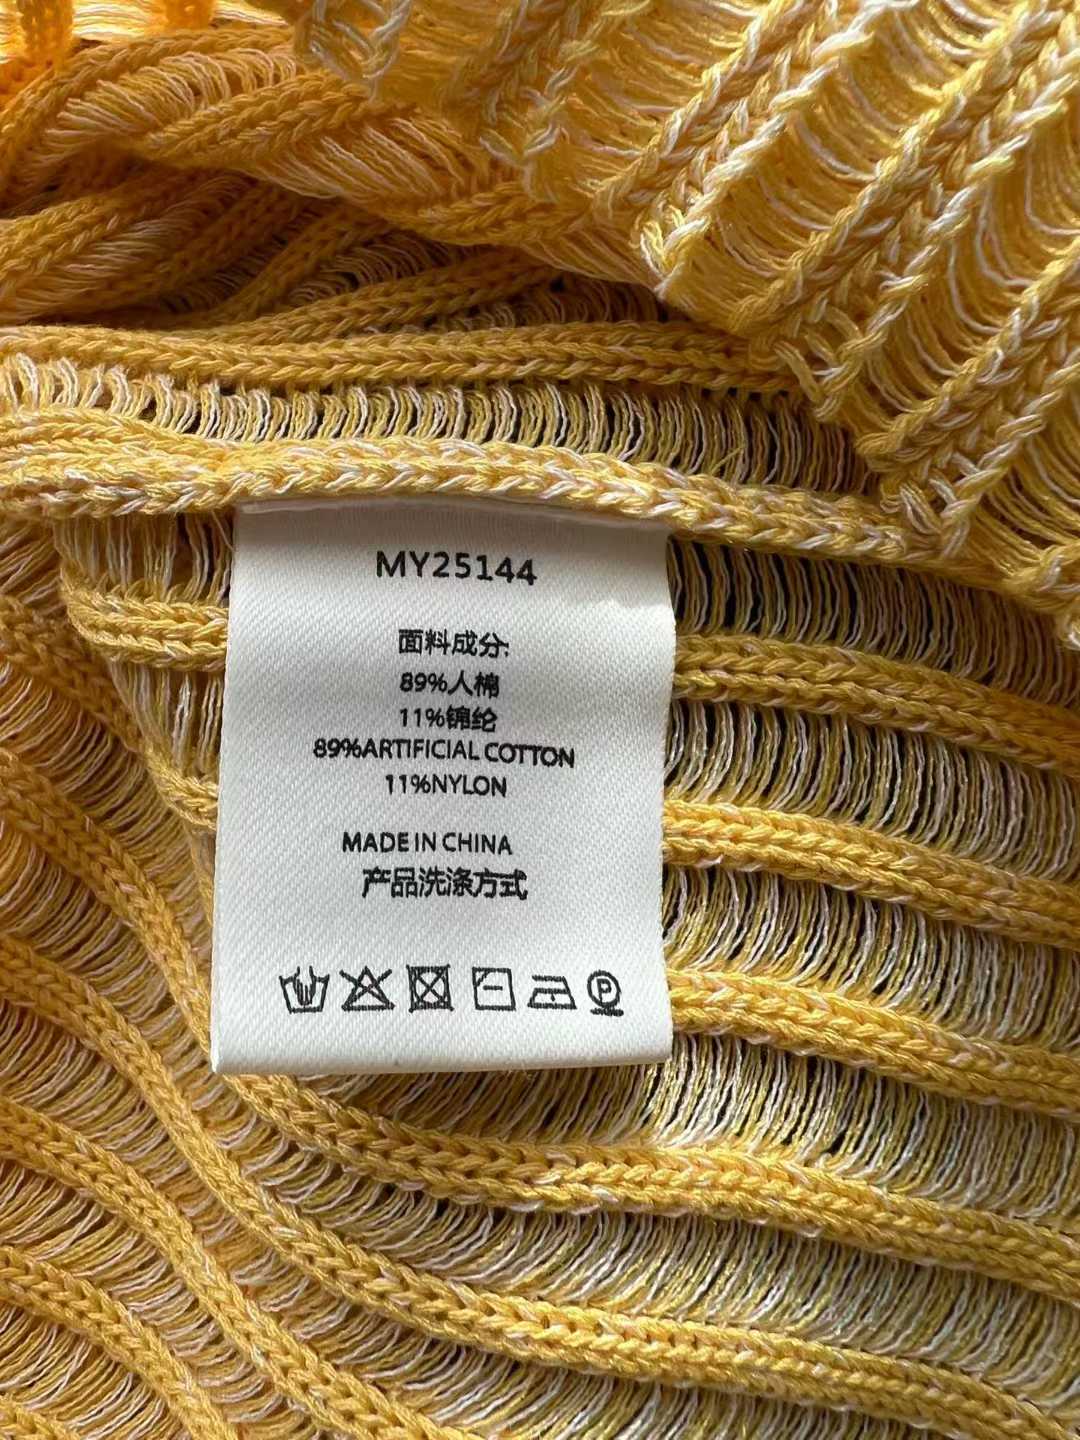 MY25144
面料成分:
89%人棉
11%锦纶
89%ARTIFICIAL COTTON
11%NYLON
MADE IN CHINA
产品洗涤方式
P